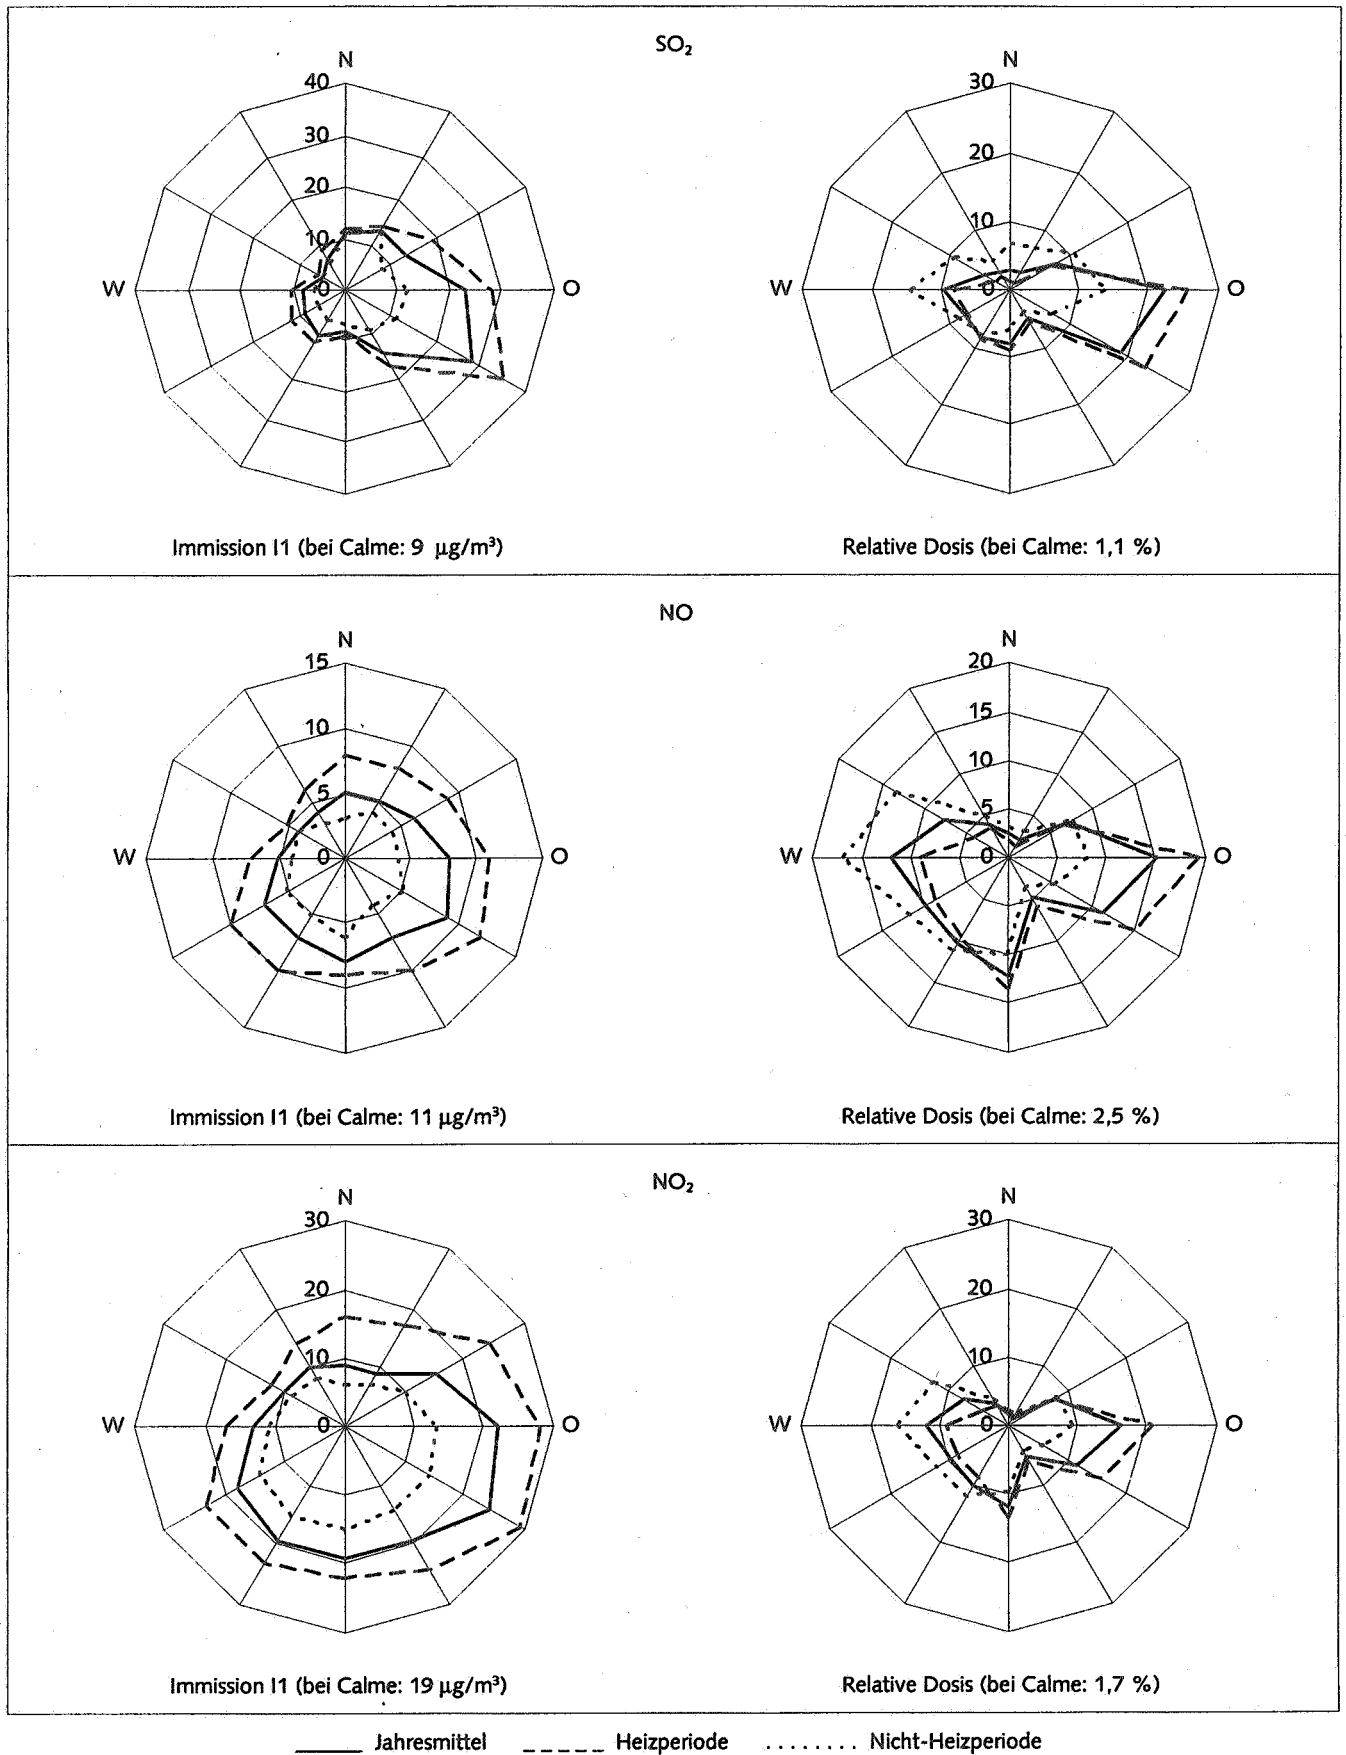 SO₂
N
40
30
20
10
0
W
O
Immission I1 (bei Calme: 9 µg/m³)
N
30
20
10
0
W
O
Relative Dosis (bei Calme: 1,1 %)
NO
N
15
10
5
0
W
O
Immission I1 (bei Calme: 11 µg/m³)
N
20
15
10
5
0
W
O
Relative Dosis (bei Calme: 2,5 %)
NO₂
N
30
20
10
0
W
O
Immission I1 (bei Calme: 19 µg/m³)
N
30
20
10
0
W
O
Relative Dosis (bei Calme: 1,7 %)
Jahresmittel Heizperiode Nicht-Heizperiode